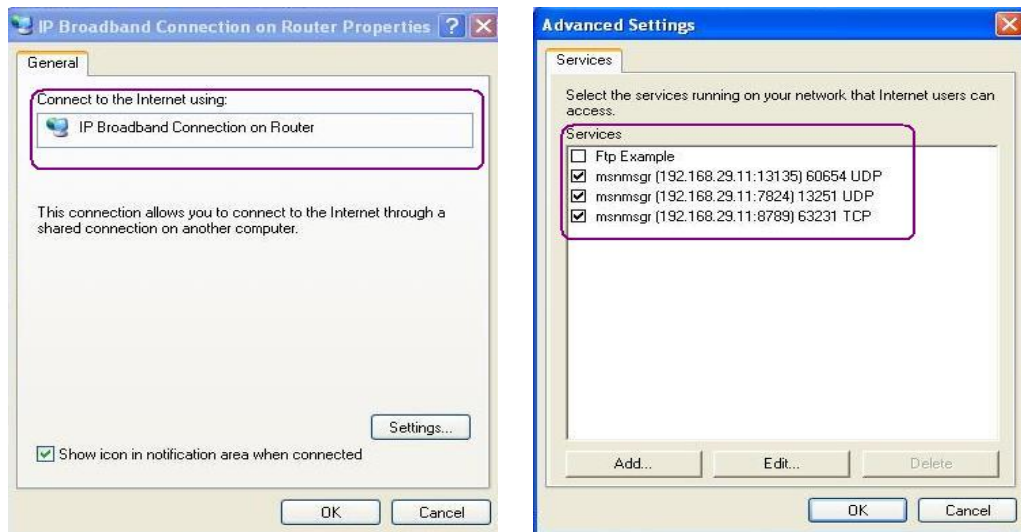 IP Broadband Connection on Router Properties
General
Connect to the Internet using:
IP Broadband Connection on Router
This connection allows you to connect to the Internet through a
shared connection on another computer.
Settings...
Show icon in notification area when connected
OK
Cancel
Advanced Settings
Services
Select the services running on your network that Internet users can
access.
Services
Ftp Example
msnmsgr (192.168.29.11:13135) 60654 UDP
msnmsgr (192.168.29.11:7824) 13251 UDP
msnmsgr (192.168.29.11:8789) 63231 TCP
Add...
Edit...
Delete
OK
Cancel